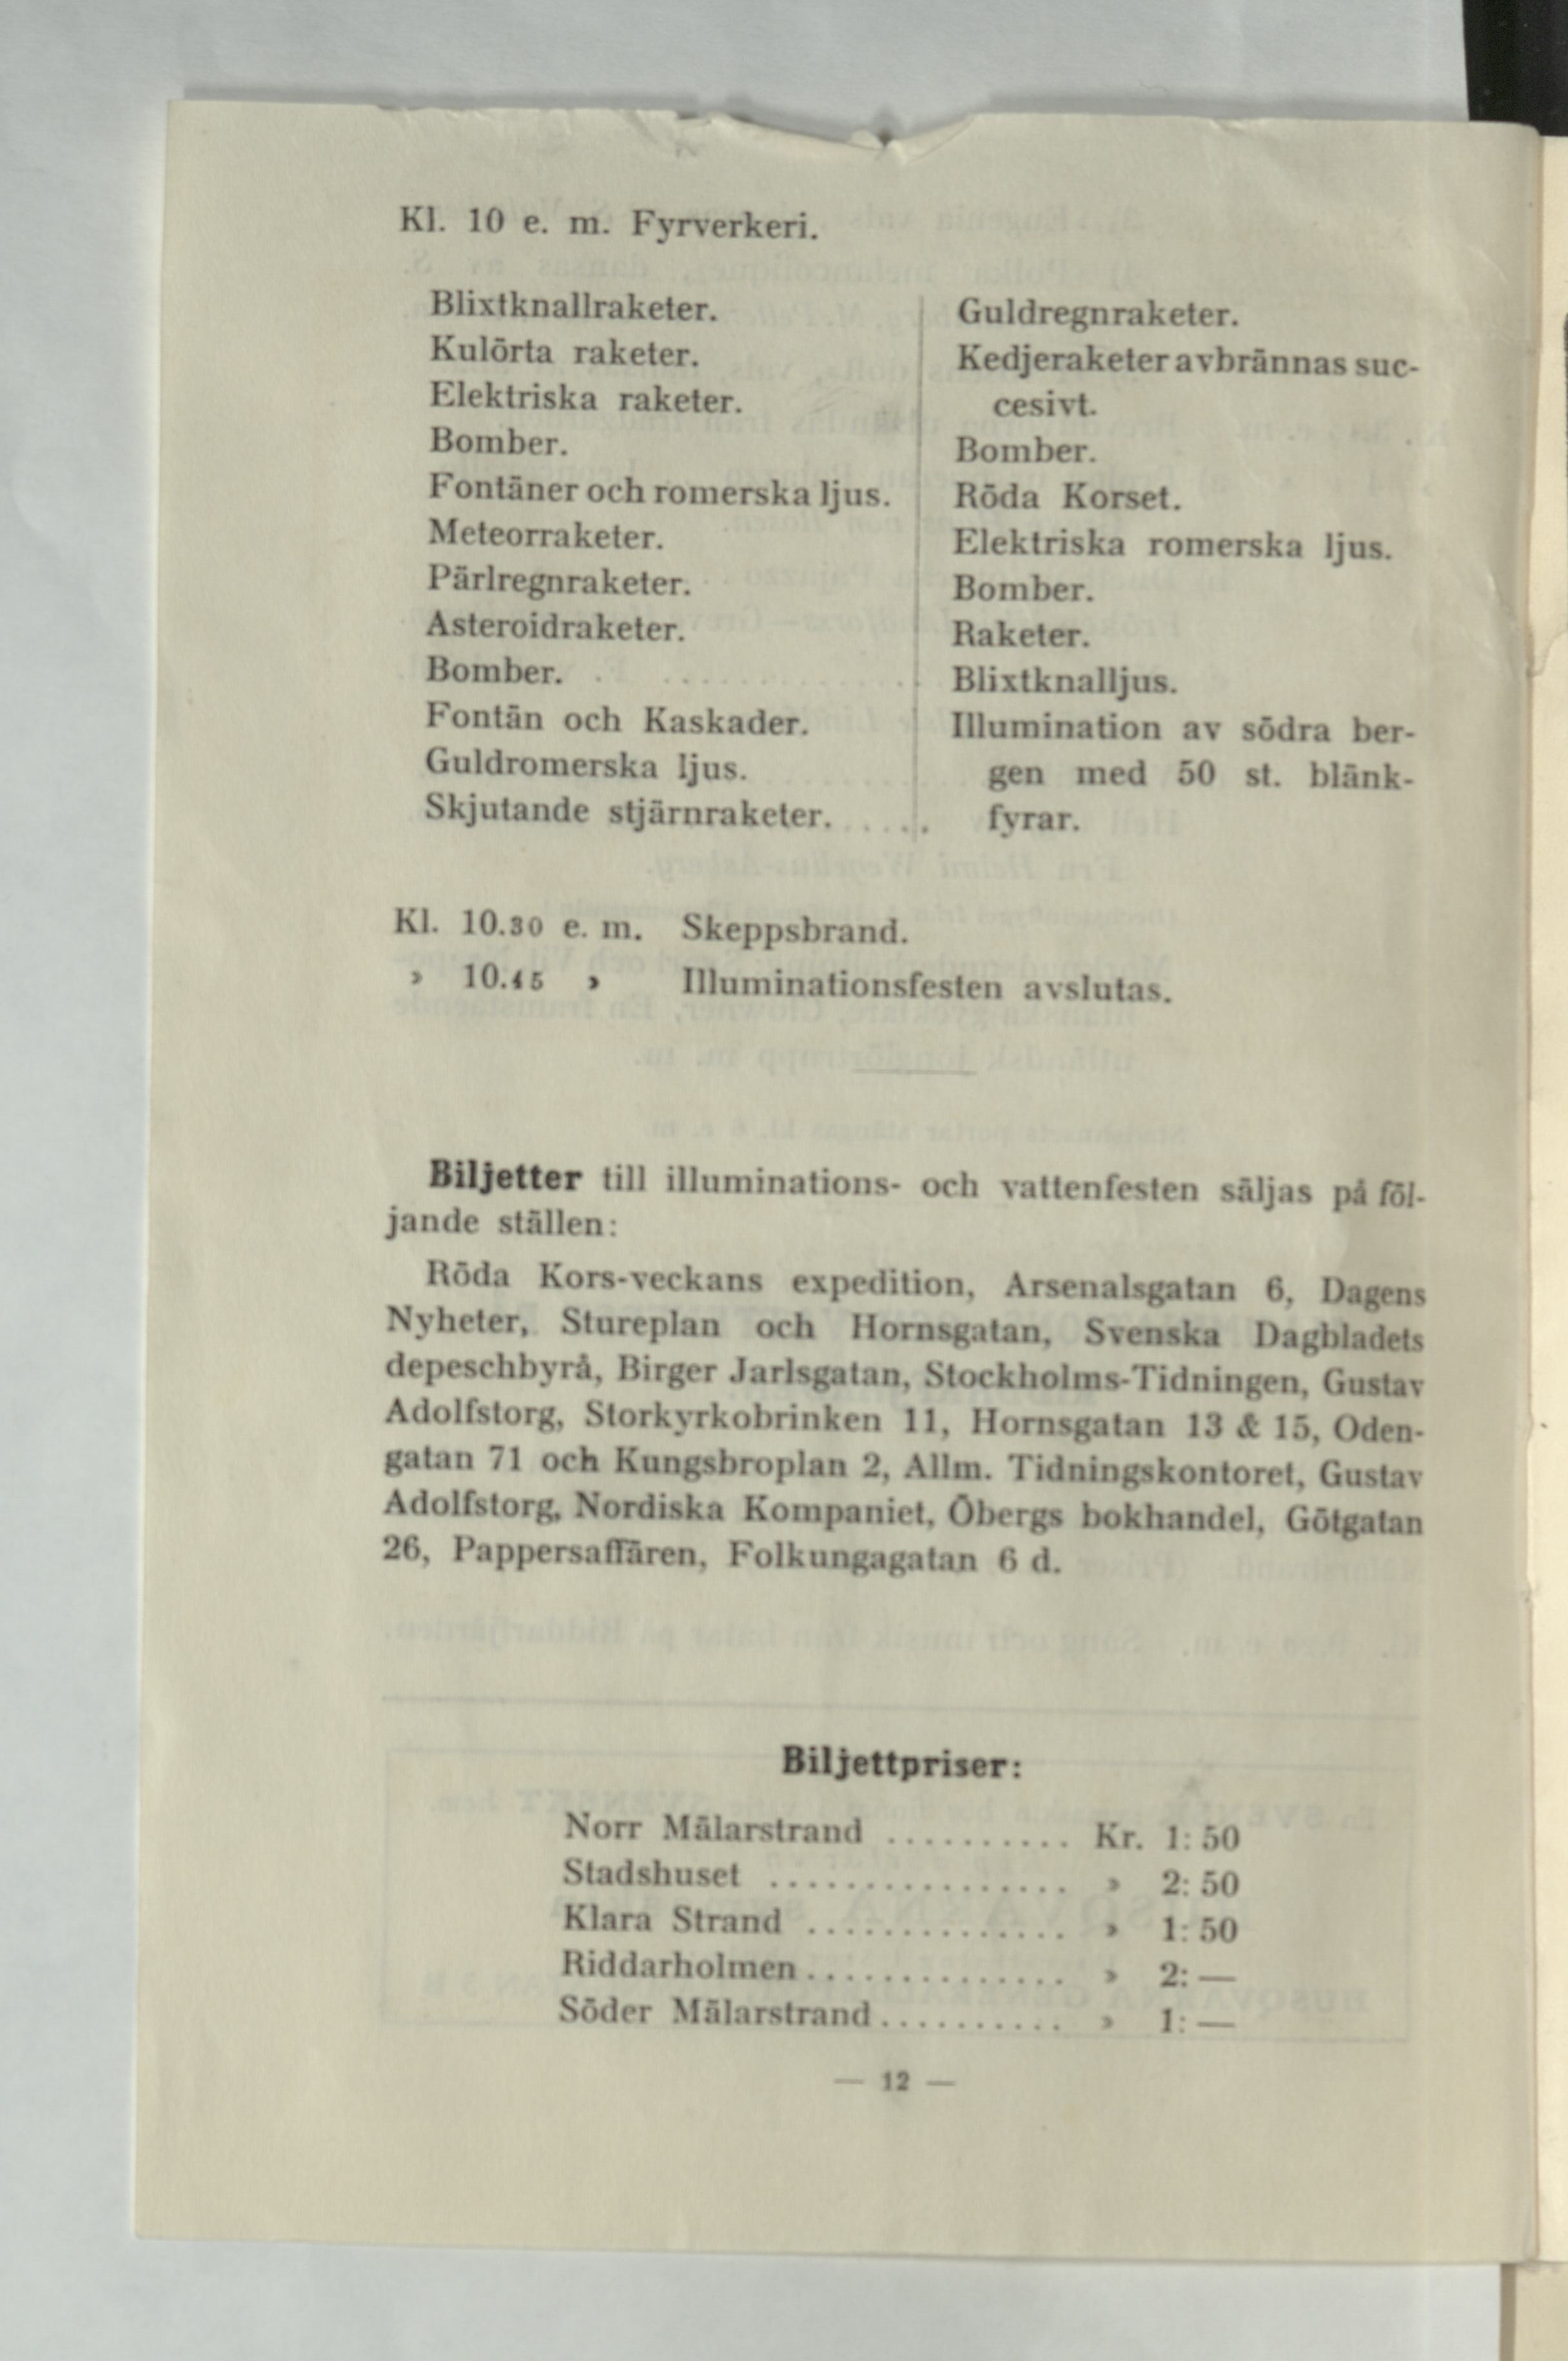 Kl. 10 e. m. Fyrverkeri.
Blixtknallraketer.
Kulörta raketer.
Elektriska raketer.
Bomber.
Fontäner och romerska ljus.
Meteorraketer.
Pärlregnraketer.
Asteroidraketer.
Bomber.
Fontän och Kaskader.
Guldromerska ljus.
Skjutande stjärnraketer.
Guldregnraketer.
Kedjeraketer avbrännas suc-
cesivt.
Bomber.
Röda Korset.
Elektriska romerska ljus.
Bomber.
Raketer.
Blixtknalljus.
Illumination av södra ber-
gen med 50 st. blänk-
fyrar.
Kl. 10.30 e. m. Skeppsbrand.
» 10.45 » Illuminationsfesten avslutas.
Biljetter till illuminations- och vattenfesten säljas på föl-
jande ställen:
Röda Kors-veckans expedition, Arsenalsgatan 6, Dagens
Nyheter, Stureplan och Hornsgatan, Svenska Dagbladets
depeschbyrå, Birger Jarlsgatan, Stockholms-Tidningen, Gustav
Adolfstorg, Storkyrkobrinken 11, Hornsgatan 13 & 15, Oden-
gatan 71 och Kungsbroplan 2, Allm. Tidningskontoret, Gustav
Adolfstorg, Nordiska Kompaniet, Öbergs bokhandel, Götgatan
26, Pappersaffären, Folkungagatan 6 d.
Biljettpriser:
Norr Mälarstrand .......... Kr. 1: 50
Stadshuset ................ » 2: 50
Klara Strand .............. » 1: 50
Riddarholmen .............. » 2: —
Söder Mälarstrand .......... » 1: —
— 12 —